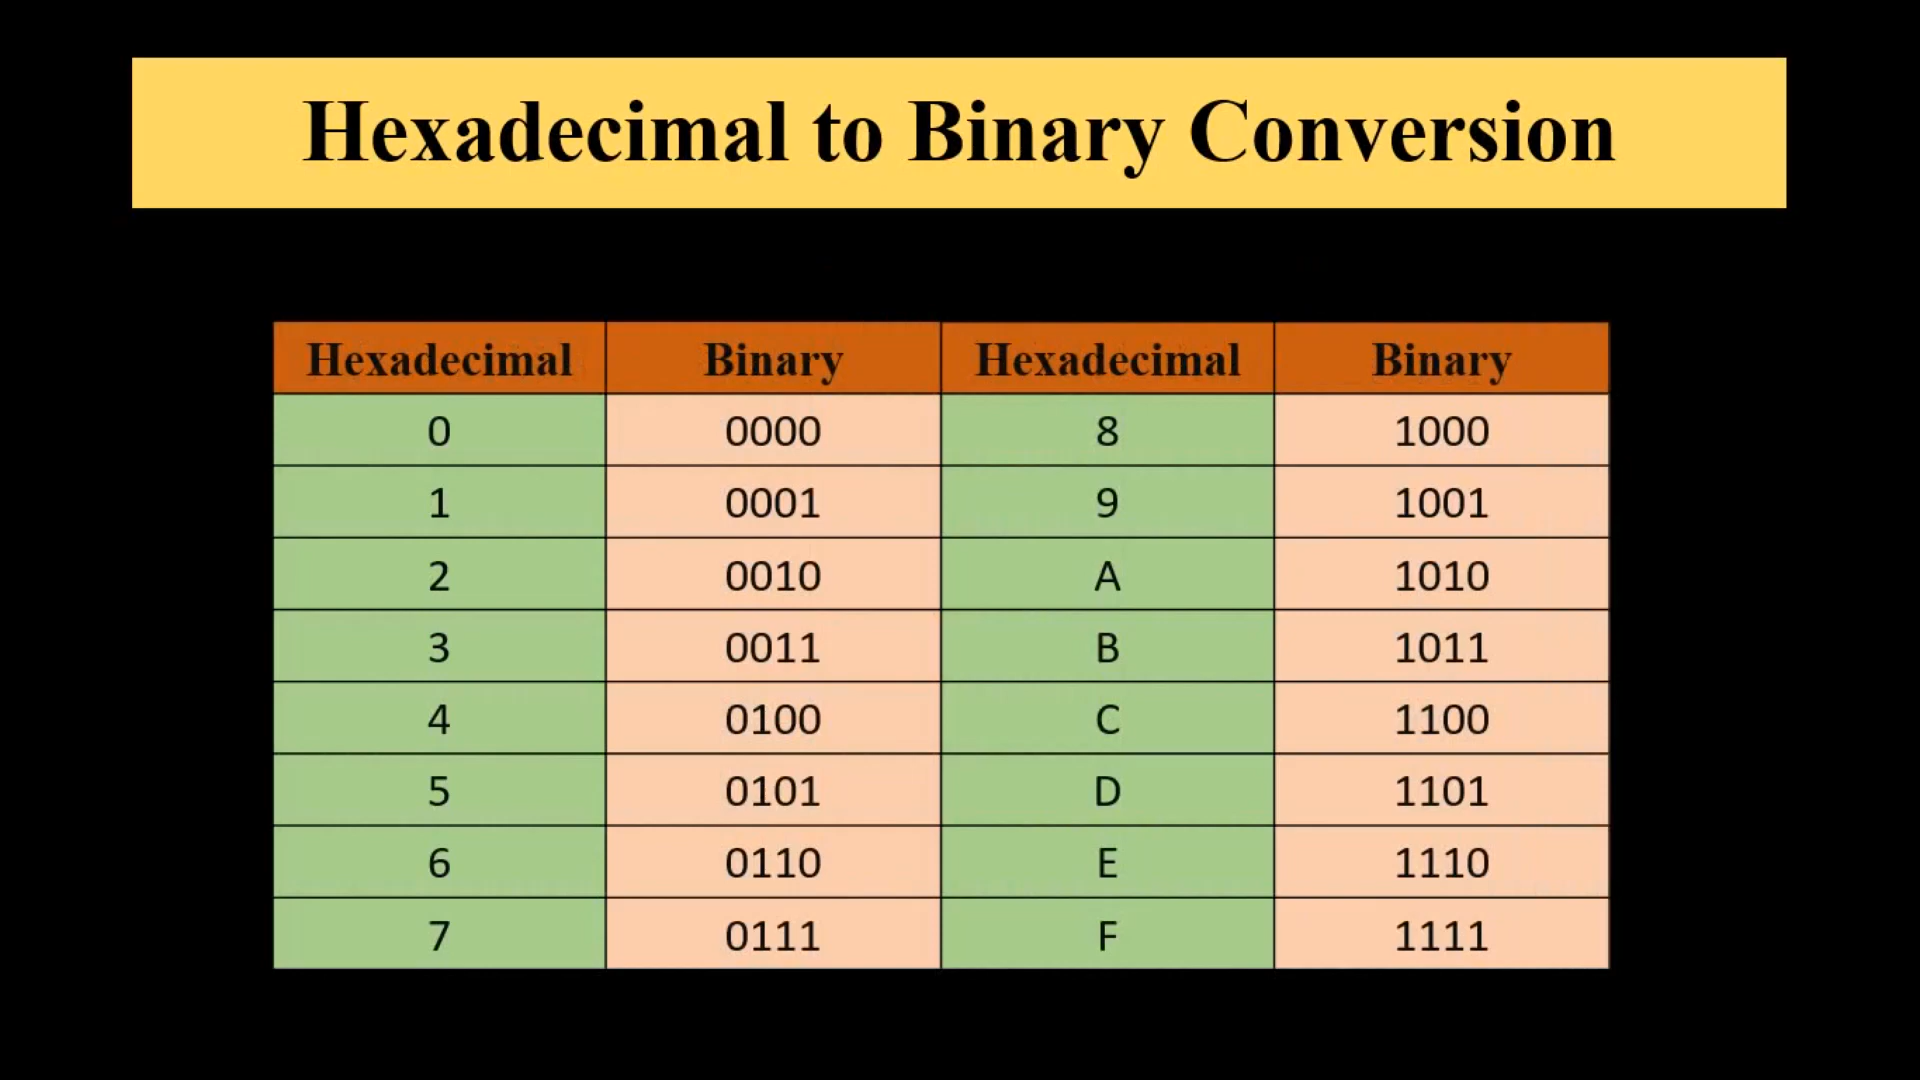 Hexadecimal to Binary Conversion
Hexadecimal Binary Hexadecimal Binary
0 0000 8 1000
1 0001 9 1001
2 0010 A 1010
3 0011 B 1011
4 0100 C 1100
5 0101 D 1101
6 0110 E 1110
7 0111 F 1111